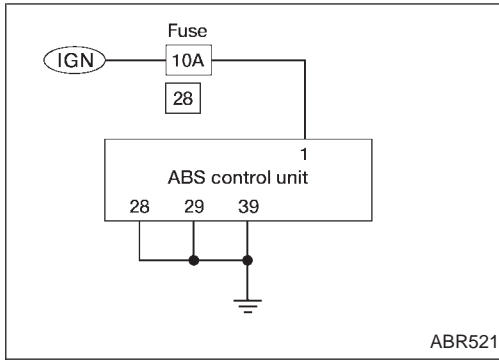 Fuse
IGN 10A
28
1
ABS control unit
28 29 39
ABR521